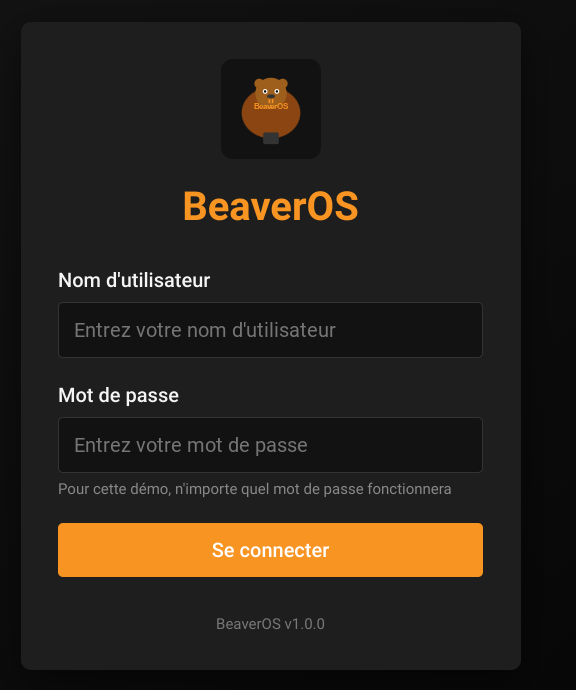 BeaverOS
BeaverOS
Nom d'utilisateur
Entrez votre nom d'utilisateur
Mot de passe
Entrez votre mot de passe
Pour cette démo, n'importe quel mot de passe fonctionnera
Se connecter
BeaverOS v1.0.0